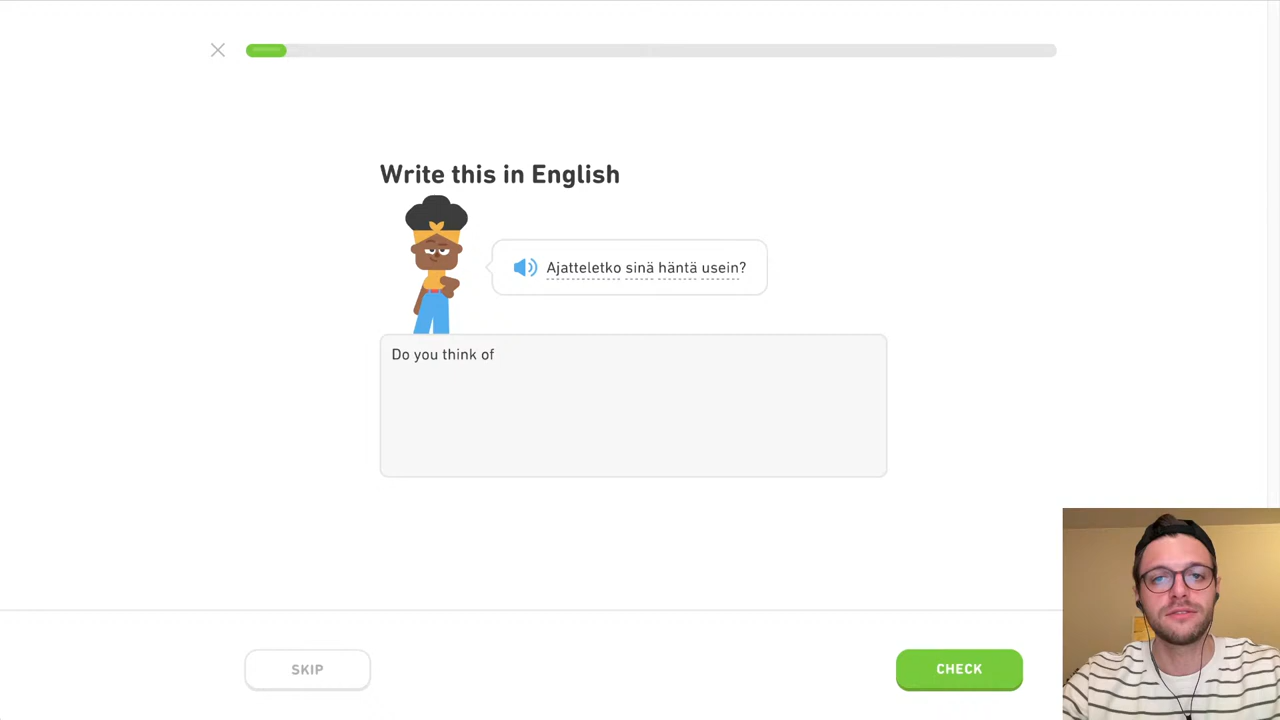 Write this in English
Ajatteletko sinä häntä usein?
Do you think of
SKIP
CHECK